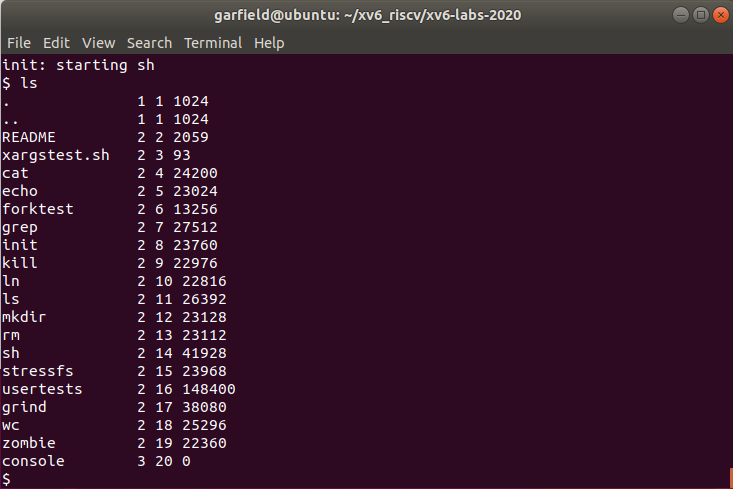 garfield@ubuntu: ~/xv6_riscv/xv6-labs-2020
File Edit View Search Terminal Help
init: starting sh
$ ls
.              1 1 1024
..             1 1 1024
README         2 2 2059
xargstest.sh   2 3 93
cat            2 4 24200
echo           2 5 23024
forktest       2 6 13256
grep           2 7 27512
init           2 8 23760
kill           2 9 22976
ln             2 10 22816
ls             2 11 26392
mkdir          2 12 23128
rm             2 13 23112
sh             2 14 41928
stressfs       2 15 23968
usertests      2 16 148400
grind          2 17 38080
wc             2 18 25296
zombie         2 19 22360
console        3 20 0
$